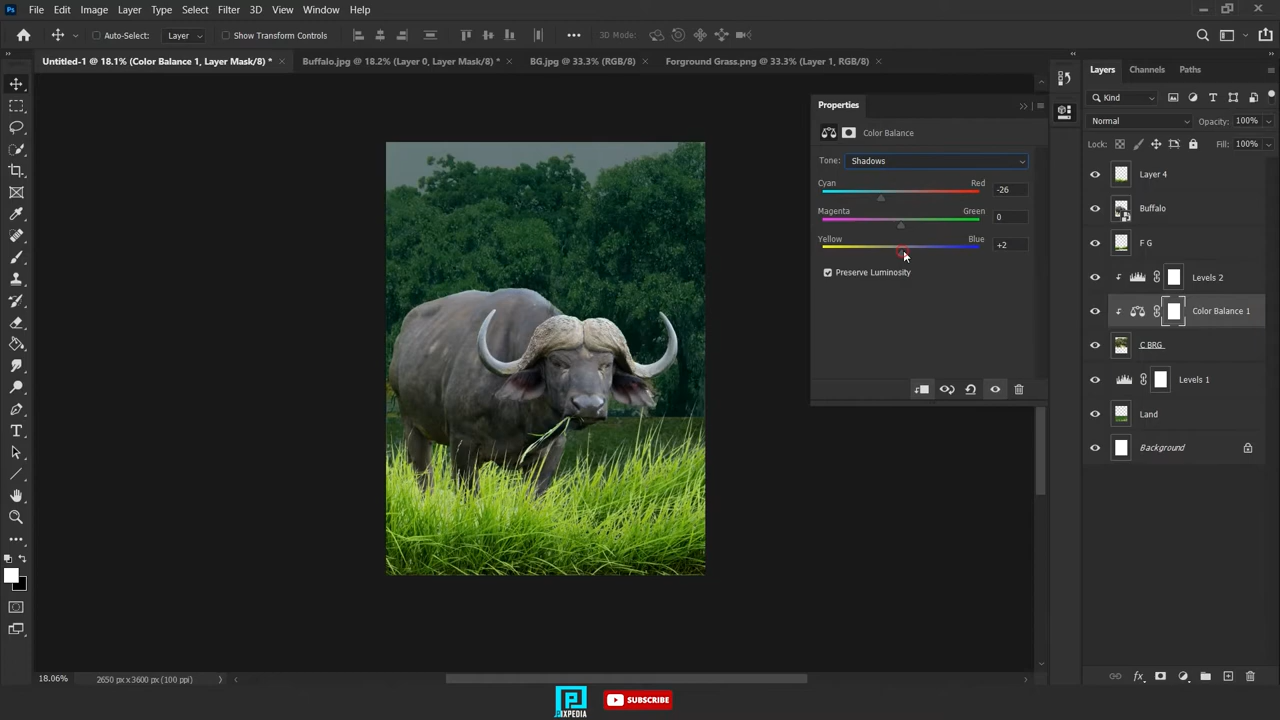 Ps File Edit Image Layer Type Select Filter 3D View Window Help
Auto-Select: Layer Show Transform Controls ••• 3D Mode:
Untitled-1 @ 18.1% (Color Balance 1, Layer Mask/8) * × Buffalo.jpg @ 18.2% (Layer 0, Layer Mask/8) * × BG.jpg @ 33.3% (RGB/8) × Forground Grass.png @ 33.3% (Layer 1, RGB/8) ×
Properties
Color Balance
Tone: Shadows
Cyan Red -26
Magenta Green 0
Yellow Blue +2
Preserve Luminosity
Layers Channels Paths
Kind
Normal Opacity: 100%
Lock: Fill: 100%
Layer 4
Buffalo
F G
Levels 2
Color Balance 1
C BRG
Levels 1
Land
Background
18.06% 2650 px x 3600 px (100 ppi)
PIXPEDIA
SUBSCRIBE